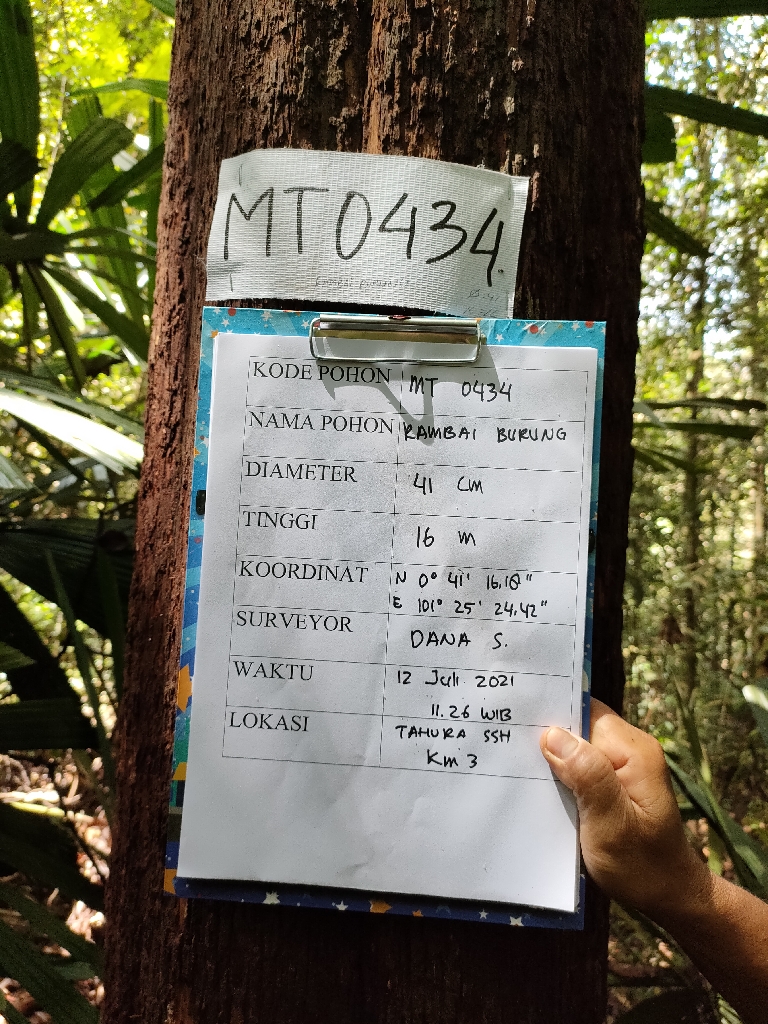 MT0434
KODE POHON MT 0434
NAMA POHON RAMBAI BURUNG
DIAMETER 41 CM
TINGGI 16 m
KOORDINAT N 0° 41' 16.18"
E 101° 25' 24.42"
SURVEYOR DANA S.
WAKTU 12 Juli 2021
11.26 WIB
LOKASI TAHURA SSH
Km 3